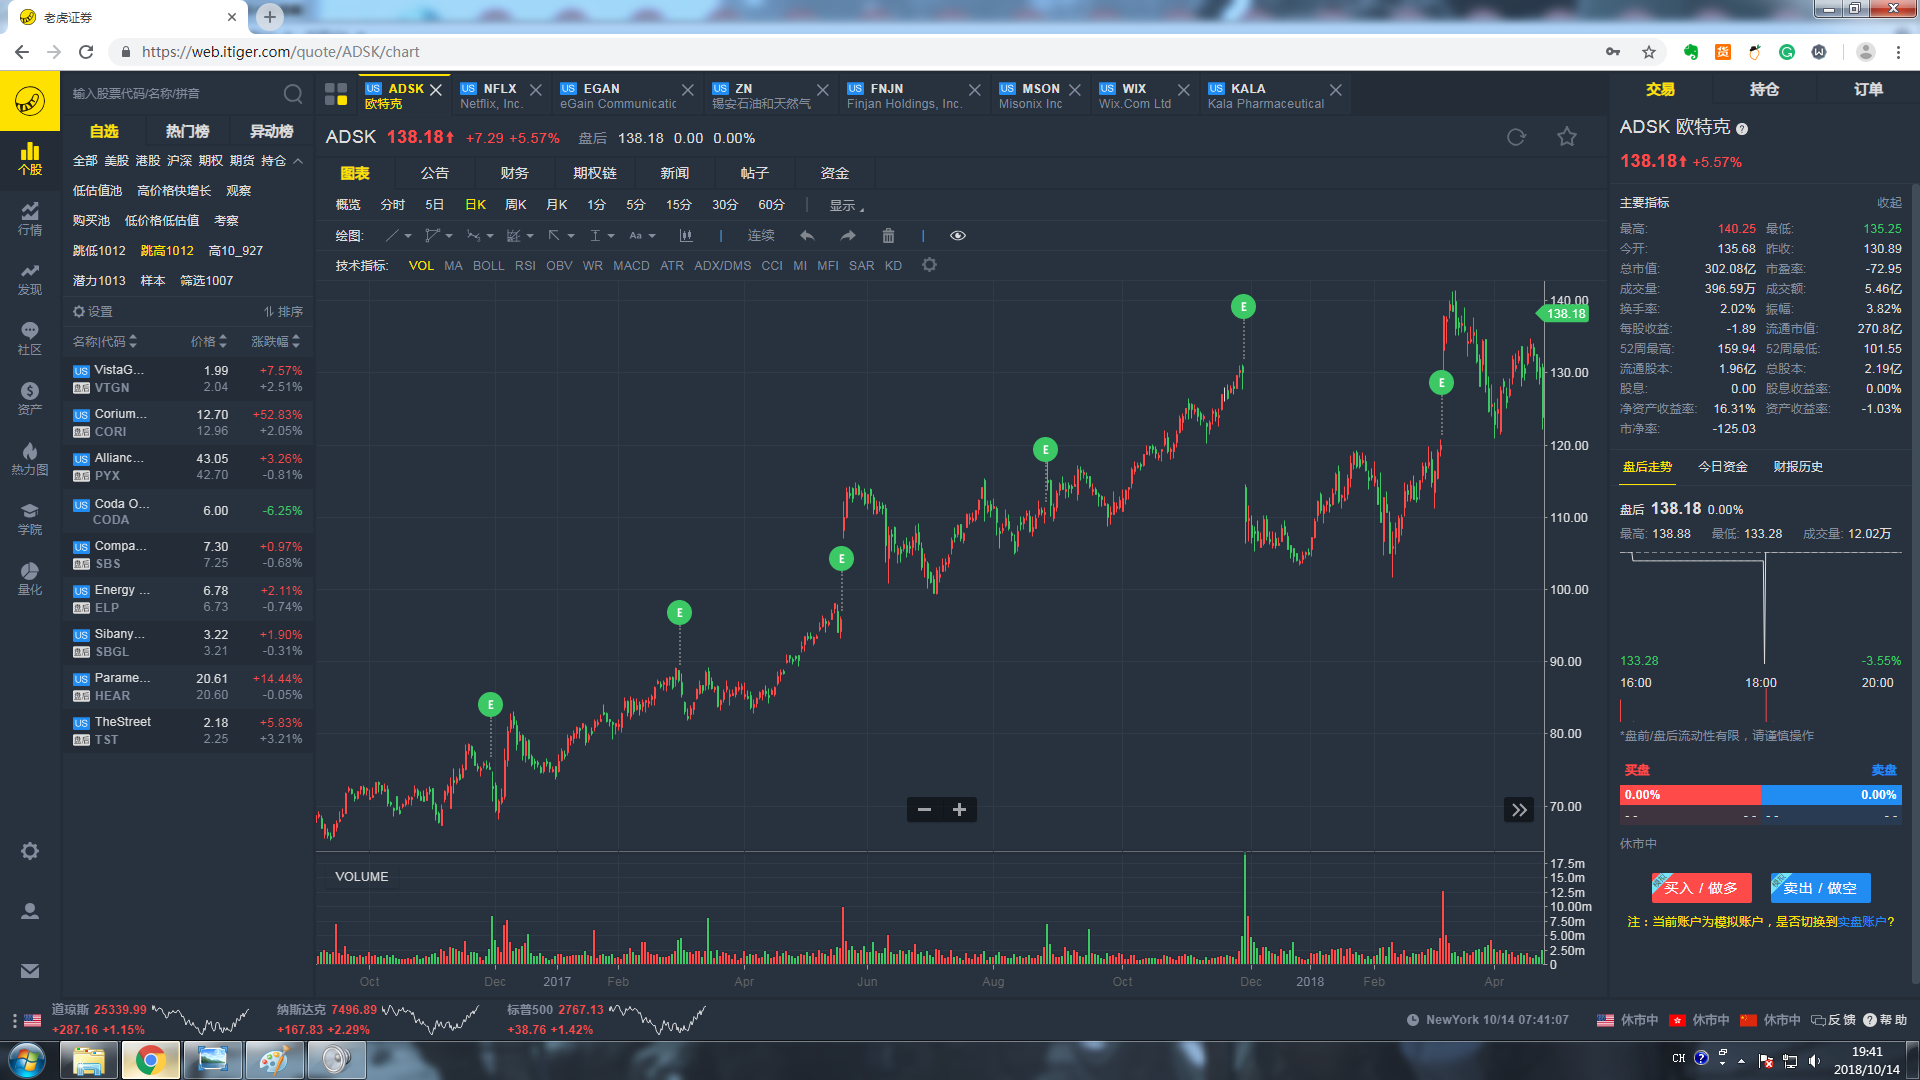 老虎证券
https://web.itiger.com/quote/ADSK/chart
输入股票代码/名称/拼音
US ADSK
欧特克
US NFLX
Netflix, Inc.
US EGAN
eGain Communicatic
US ZN
锡安石油和天然气
US FNJN
Finjan Holdings, Inc.
US MSON
Misonix Inc
US WIX
Wix.Com Ltd
US KALA
Kala Pharmaceutical
交易 持仓 订单
自选 热门榜 异动榜
全部 美股 港股 沪深 期权 期货 持仓
低估值池 高价格快增长 观察
购买池 低价格低估值 考察
跳低1012 跳高1012 高10_927
潜力1013 样本 筛选1007
设置 排序
名称|代码 价格 涨跌幅
US VistaG... 1.99 +7.57%
盘后 VTGN 2.04 +2.51%
US Corium... 12.70 +52.83%
盘后 CORI 12.96 +2.05%
US Allianc... 43.05 +3.26%
盘后 PYX 42.70 -0.81%
US Coda O... 6.00 -6.25%
CODA
US Compa... 7.30 +0.97%
盘后 SBS 7.25 -0.68%
US Energy ... 6.78 +2.11%
盘后 ELP 6.73 -0.74%
US Sibany... 3.22 +1.90%
盘后 SBGL 3.21 -0.31%
US Parame... 20.61 +14.44%
盘后 HEAR 20.60 -0.05%
US TheStreet 2.18 +5.83%
盘后 TST 2.25 +3.21%
个股
行情
发现
社区
资产
热力图
学院
量化
ADSK 138.18 +7.29 +5.57% 盘后 138.18 0.00 0.00%
图表 公告 财务 期权链 新闻 帖子 资金
概览 分时 5日 日K 周K 月K 1分 5分 15分 30分 60分 显示
绘图: Aa 连续
技术指标: VOL MA BOLL RSI OBV WR MACD ATR ADX/DMS CCI MI MFI SAR KD
E
E
E
E
E
E
140.00
138.18
130.00
120.00
110.00
100.00
90.00
80.00
70.00
VOLUME
17.5m
15.0m
12.5m
10.00m
7.50m
5.00m
2.50m
0
Oct Dec 2017 Feb Apr Jun Aug Oct Dec 2018 Feb Apr
ADSK 欧特克 ?
138.18 +5.57%
主要指标 收起
最高: 140.25 最低: 135.25
今开: 135.68 昨收: 130.89
总市值: 302.08亿 市盈率: -72.95
成交量: 396.59万 成交额: 5.46亿
换手率: 2.02% 振幅: 3.82%
每股收益: -1.89 流通市值: 270.8亿
52周最高: 159.94 52周最低: 101.55
流通股本: 1.96亿 总股本: 2.19亿
股息: 0.00 股息收益率: 0.00%
净资产收益率: 16.31% 资产收益率: -1.03%
市净率: -125.03
盘后走势 今日资金 财报历史
盘后 138.18 0.00%
最高: 138.88 最低: 133.28 成交量: 12.02万
133.28 -3.55%
16:00 18:00 20:00
*盘前/盘后流动性有限，请谨慎操作
买盘 卖盘
0.00% 0.00%
-- -- -- --
休市中
模拟 买入 / 做多 模拟 卖出 / 做空
注：当前账户为模拟账户，是否切换到实盘账户?
道琼斯 25339.99
+287.16 +1.15%
纳斯达克 7496.89
+167.83 +2.29%
标普500 2767.13
+38.76 +1.42%
NewYork 10/14 07:41:07
休市中 休市中 休市中 反馈 ? 帮助
CH
19:41
2018/10/14